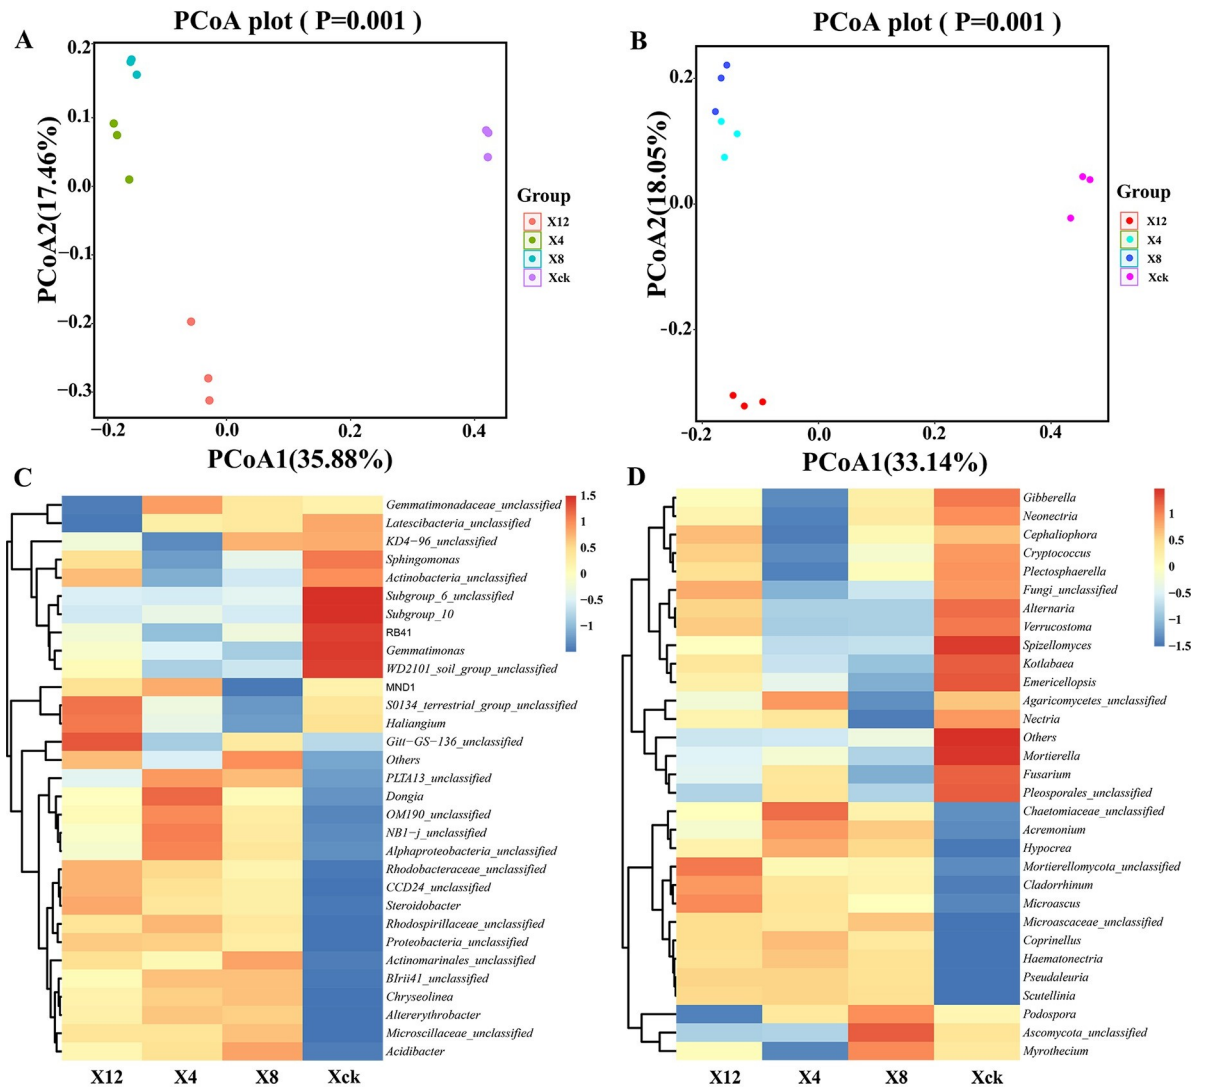 A
PCoA plot ( P=0.001 )
PCoA2(17.46%)
0.2
0.1
0.0
−0.1
−0.2
−0.3
−0.2
0.0
0.2
0.4
PCoA1(35.88%)
Group
X12
X4
X8
Xck
B
PCoA plot ( P=0.001 )
PCoA2(18.05%)
0.2
0.0
-0.2
-0.2
0.0
0.2
0.4
PCoA1(33.14%)
Group
X12
X4
X8
Xck
C
Gemmatimonadaceae_unclassified
Latescibacteria_unclassified
KD4−96_unclassified
Sphingomonas
Actinobacteria_unclassified
Subgroup_6_unclassified
Subgroup_10
RB41
Gemmatimonas
WD2101_soil_group_unclassified
MND1
S0134_terrestrial_group_unclassified
Haliangium
Gitt−GS−136_unclassified
Others
PLTA13_unclassified
Dongia
OM190_unclassified
NB1−j_unclassified
Alphaproteobacteria_unclassified
Rhodobacteraceae_unclassified
CCD24_unclassified
Steroidobacter
Rhodospirillaceae_unclassified
Proteobacteria_unclassified
Actinomarinales_unclassified
BIrii41_unclassified
Chryseolinea
Altererythrobacter
Microscillaceae_unclassified
Acidibacter
1.5
1
0.5
0
−0.5
−1
X12
X4
X8
Xck
D
Gibberella
Neonectria
Cephaliophora
Cryptococcus
Plectosphaerella
Fungi_unclassified
Alternaria
Verrucostoma
Spizellomyces
Kotlabaea
Emericellopsis
Agaricomycetes_unclassified
Nectria
Others
Mortierella
Fusarium
Pleosporales_unclassified
Chaetomiaceae_unclassified
Acremonium
Hypocrea
Mortierellomycota_unclassified
Cladorrhinum
Microascus
Microascaceae_unclassified
Coprinellus
Haematonectria
Pseudaleuria
Scutellinia
Podospora
Ascomycota_unclassified
Myrothecium
1
0.5
0
−0.5
−1
−1.5
X12
X4
X8
Xck